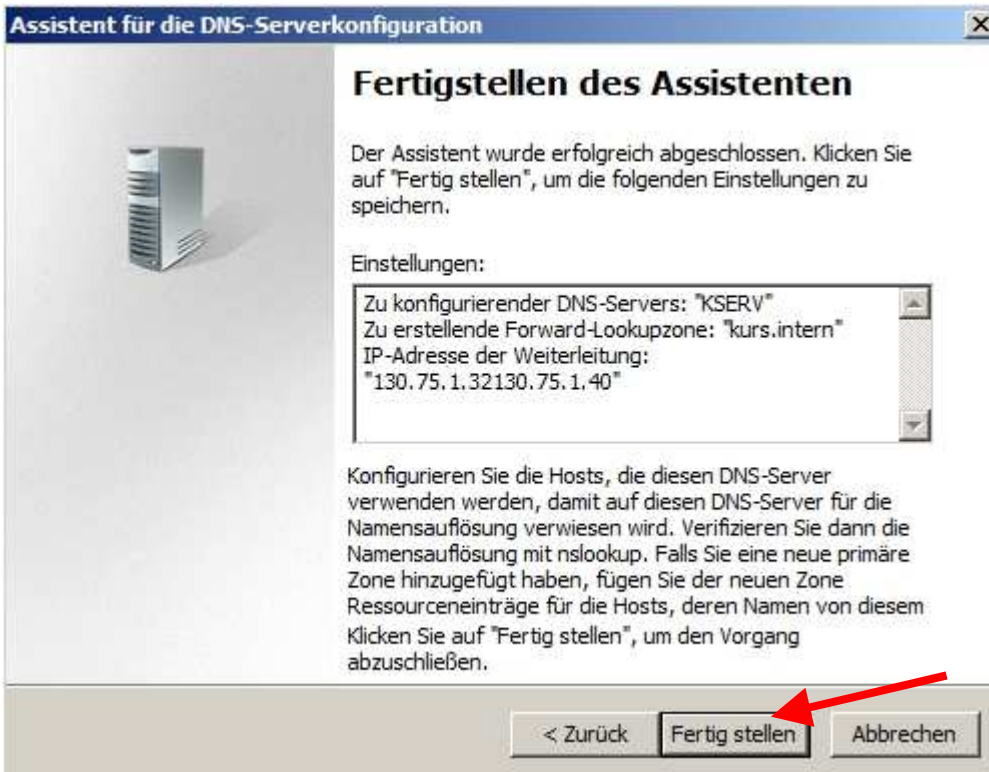 Assistent für die DNS-Serverkonfiguration
Fertigstellen des Assistenten
Der Assistent wurde erfolgreich abgeschlossen. Klicken Sie
auf "Fertig stellen", um die folgenden Einstellungen zu
speichern.
Einstellungen:
Zu konfigurierender DNS-Servers: "KSERV"
Zu erstellende Forward-Lookupzone: "kurs.intern"
IP-Adresse der Weiterleitung:
"130.75.1.32130.75.1.40"
Konfigurieren Sie die Hosts, die diesen DNS-Server
verwenden werden, damit auf diesen DNS-Server für die
Namensauflösung verwiesen wird. Verifizieren Sie dann die
Namensauflösung mit nslookup. Falls Sie eine neue primäre
Zone hinzugefügt haben, fügen Sie der neuen Zone
Ressourceneinträge für die Hosts, deren Namen von diesem
Klicken Sie auf "Fertig stellen", um den Vorgang
abzuschließen.
< Zurück Fertig stellen Abbrechen